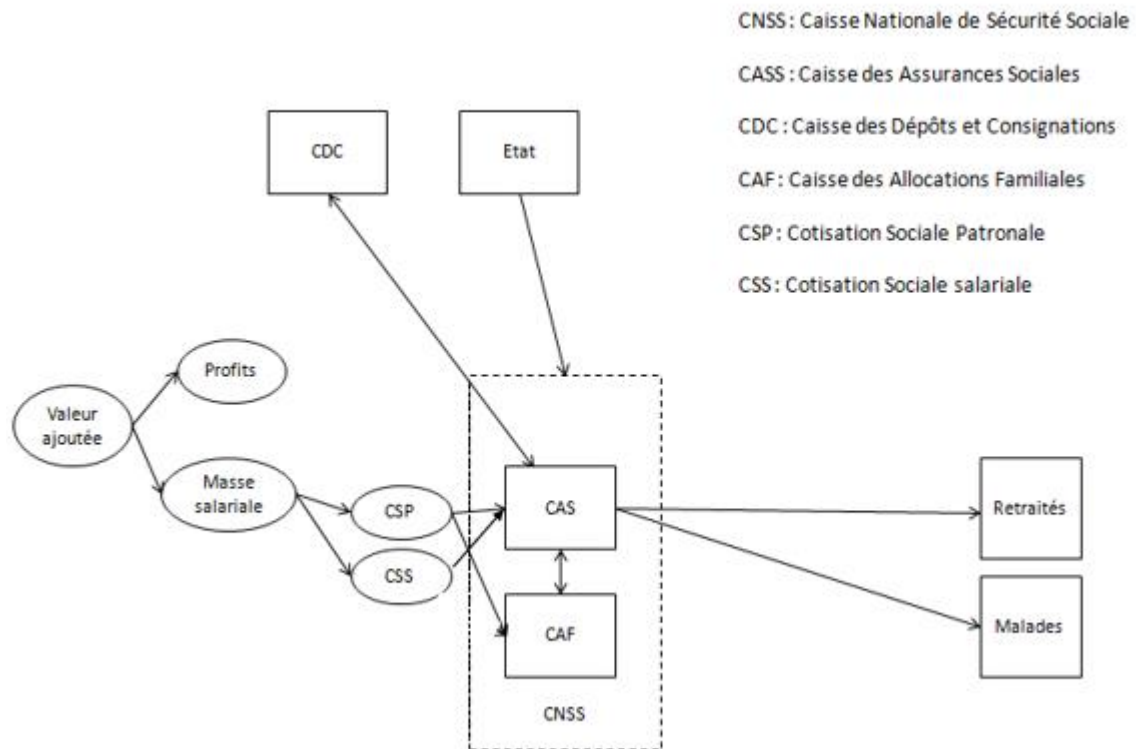 CNSS : Caisse Nationale de Sécurité Sociale
CASS : Caisse des Assurances Sociales
CDC : Caisse des Dépôts et Consignations
CAF : Caisse des Allocations Familiales
CSP : Cotisation Sociale Patronale
CSS : Cotisation Sociale salariale
CDC
Etat
Profits
Valeur
ajoutée
Masse
salariale
CSP
CSS
CAS
CAF
CNSS
Retraités
Malades